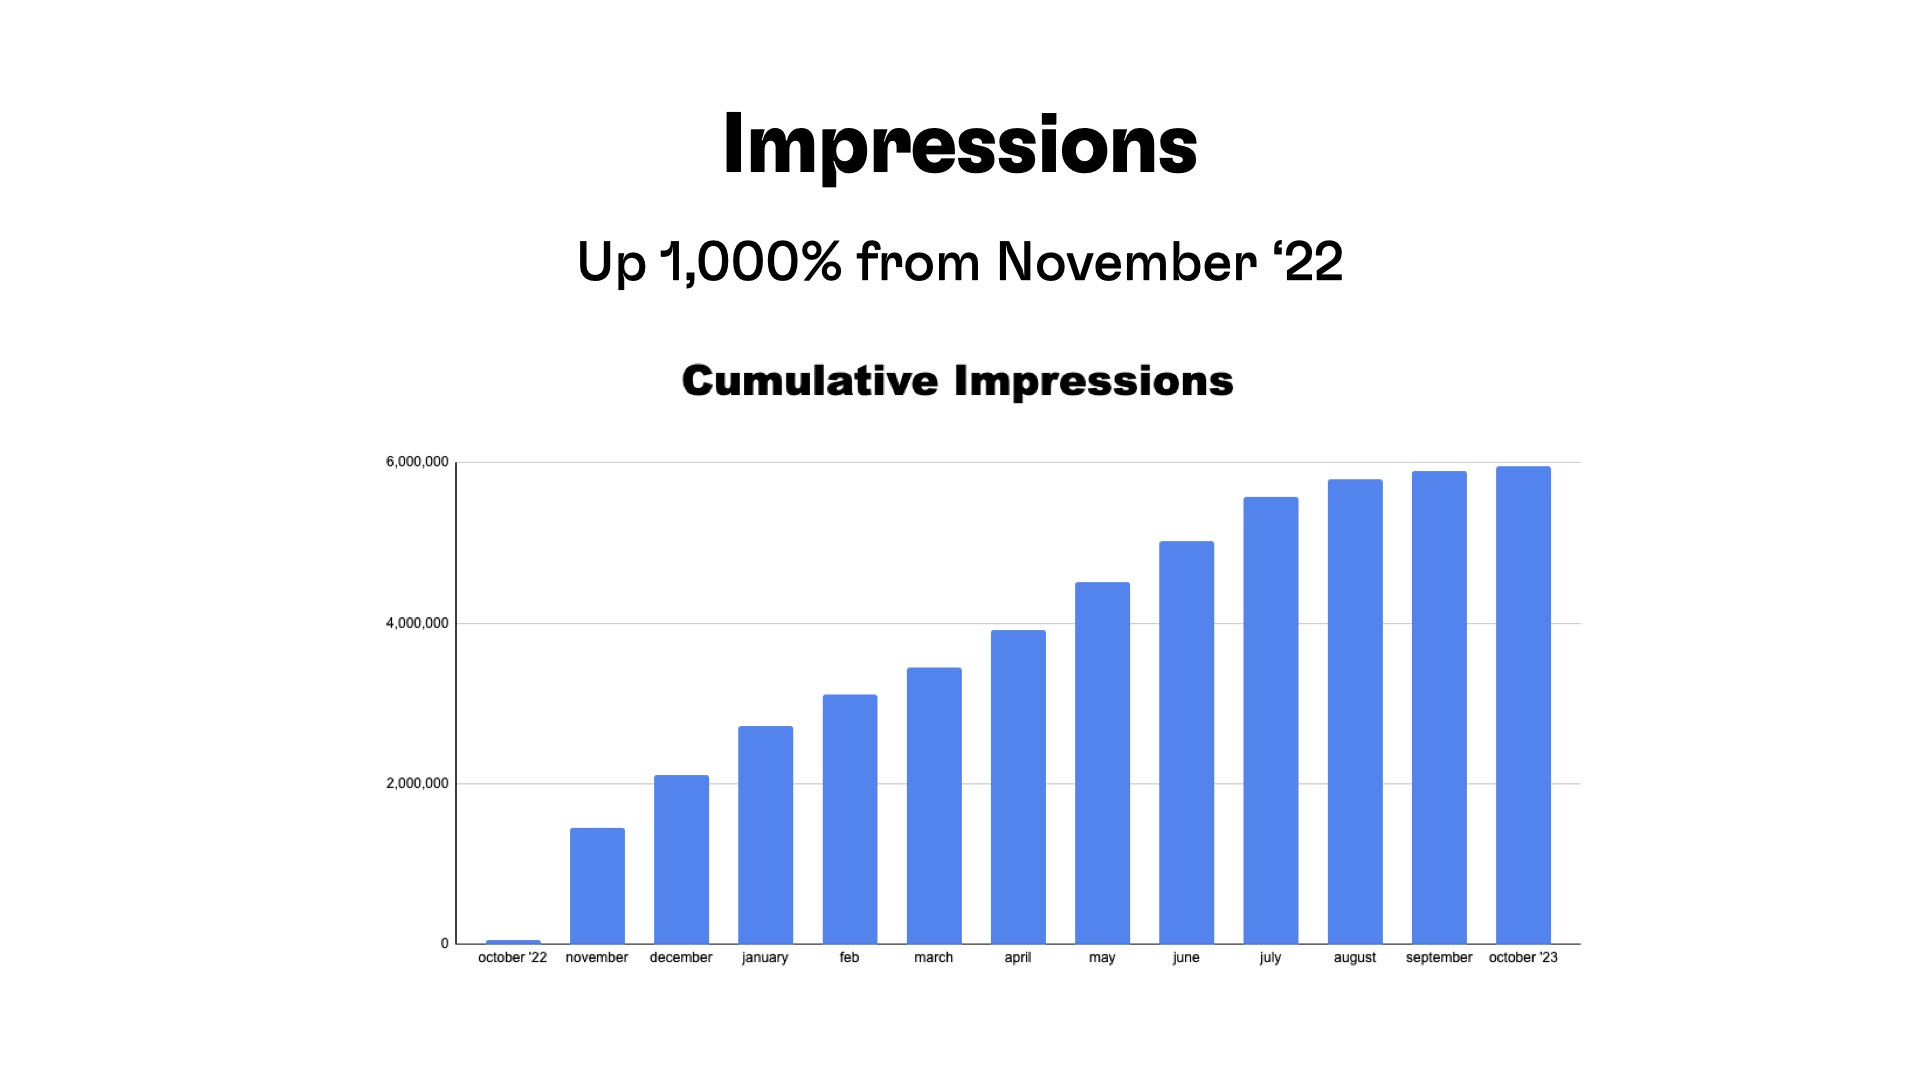 Impressions
Up 1,000% from November ‘22
Cumulative Impressions
6,000,000
4,000,000
2,000,000
0
october '22 november december january feb march april may june july august september october '23